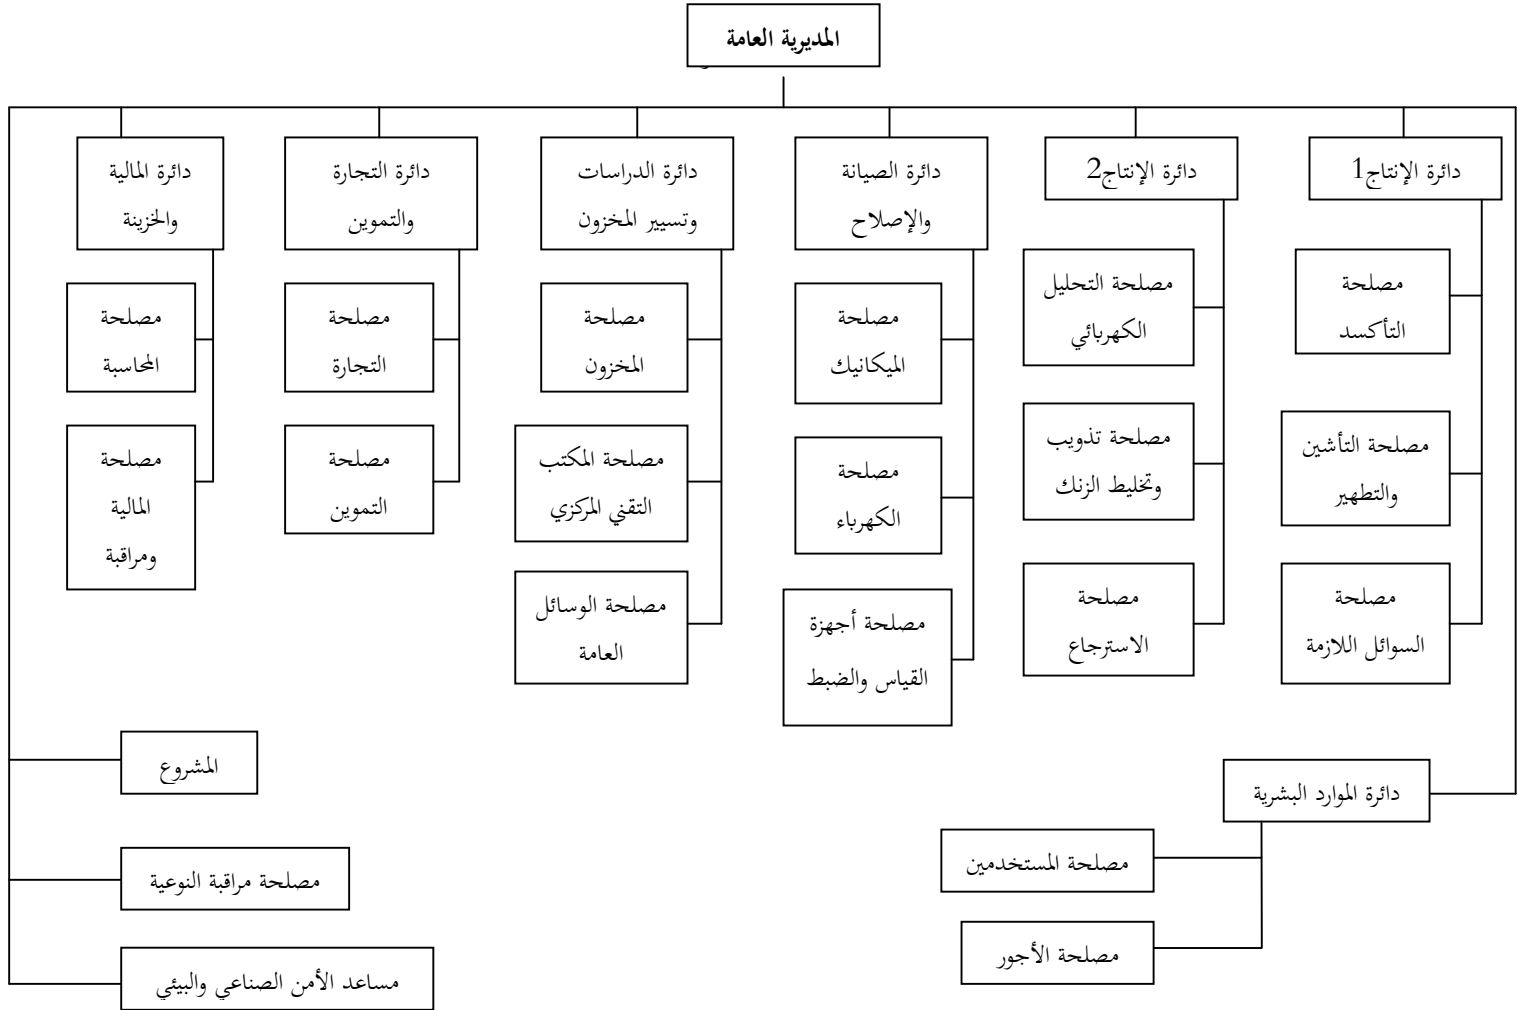 المديرية العامة
دائرة الإنتاج1
دائرة الإنتاج2
دائرة الصيانة
والإصلاح
دائرة الدراسات
وتسيير المخزون
دائرة التجارة
والتموين
دائرة المالية
والخزينة
مصلحة
التأكسد
مصلحة التأشين
والتطهير
مصلحة
السوائل اللازمة
مصلحة التحليل
الكهربائي
مصلحة تذويب
وتخليط الزنك
مصلحة
الاسترجاع
مصلحة
الميكانيك
مصلحة
الكهرباء
مصلحة أجهزة
القياس والضبط
مصلحة
المخزون
مصلحة المكتب
التقني المركزي
مصلحة الوسائل
العامة
مصلحة
التجارة
مصلحة
التموين
مصلحة
المحاسبة
مصلحة
المالية
ومراقبة
دائرة الموارد البشرية
مصلحة المستخدمين
مصلحة الأجور
المشروع
مصلحة مراقبة النوعية
مساعد الأمن الصناعي والبيئي